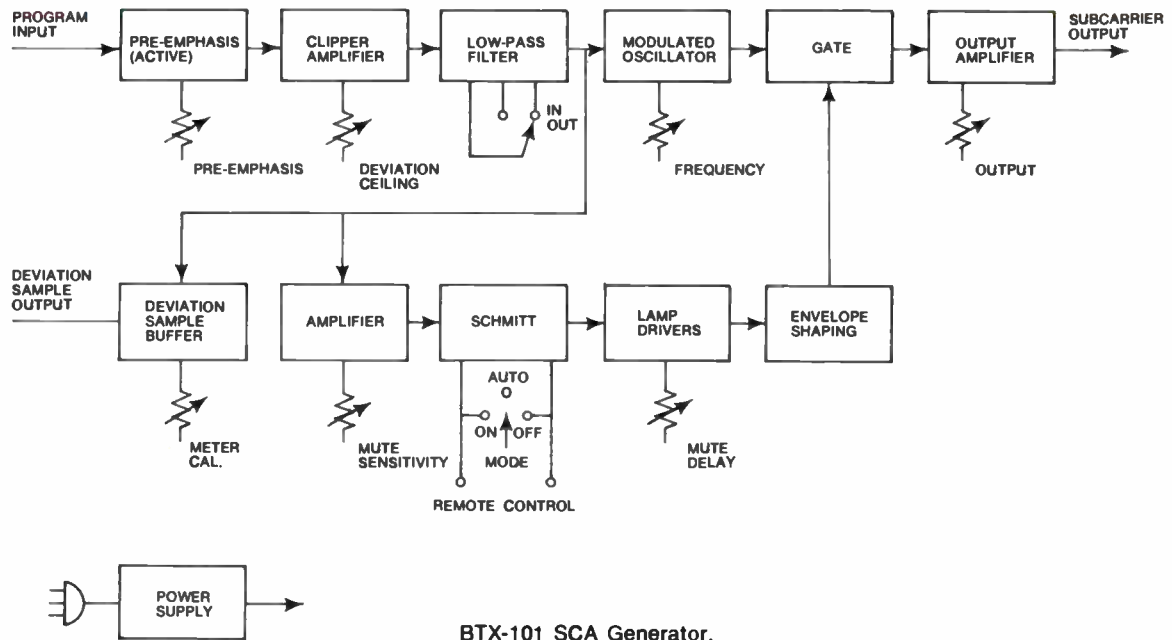 PROGRAM
INPUT
PRE-EMPHASIS
(ACTIVE)
CLIPPER
AMPLIFIER
LOW-PASS
FILTER
MODULATED
OSCILLATOR
GATE
OUTPUT
AMPLIFIER
SUBCARRIER
OUTPUT
IN
OUT
PRE-EMPHASIS
DEVIATION
CEILING
FREQUENCY
OUTPUT
DEVIATION
SAMPLE
OUTPUT
DEVIATION
SAMPLE
BUFFER
AMPLIFIER
SCHMITT
LAMP
DRIVERS
ENVELOPE
SHAPING
AUTO
ON
OFF
MODE
METER
CAL.
MUTE
SENSITIVITY
MUTE
DELAY
REMOTE CONTROL
POWER
SUPPLY
BTX-101 SCA Generator.